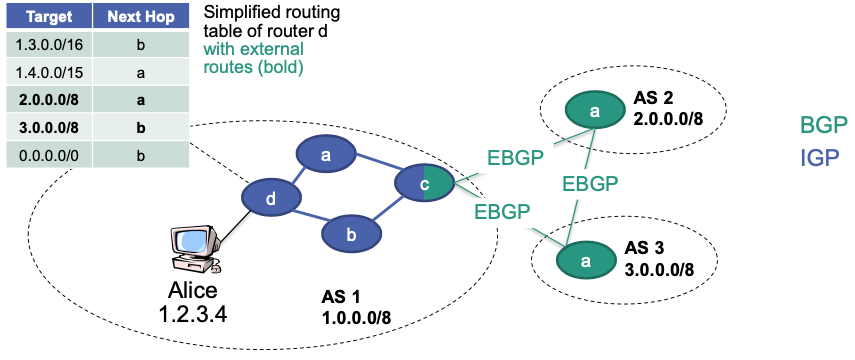 Target Next Hop
1.3.0.0/16 b
1.4.0.0/15 a
2.0.0.0/8 a
3.0.0.0/8 b
0.0.0.0/0 b
Simplified routing
table of router d
with external
routes (bold)
a
AS 2
2.0.0.0/8
BGP
IGP
EBGP
a
c
EBGP
d
EBGP
b
a
AS 3
3.0.0.0/8
Alice
1.2.3.4
AS 1
1.0.0.0/8